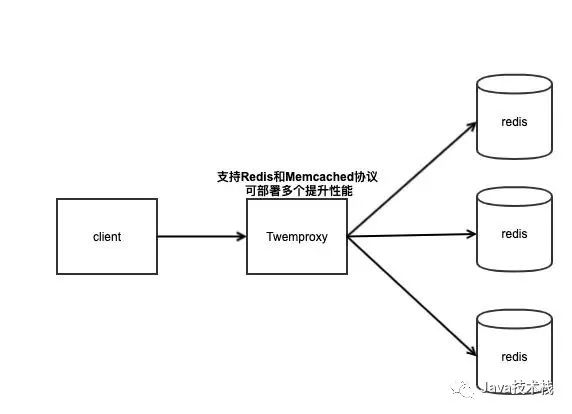 支持Redis和Memcached协议
可部署多个提升性能
client
Twemproxy
redis
redis
redis
Java技术栈